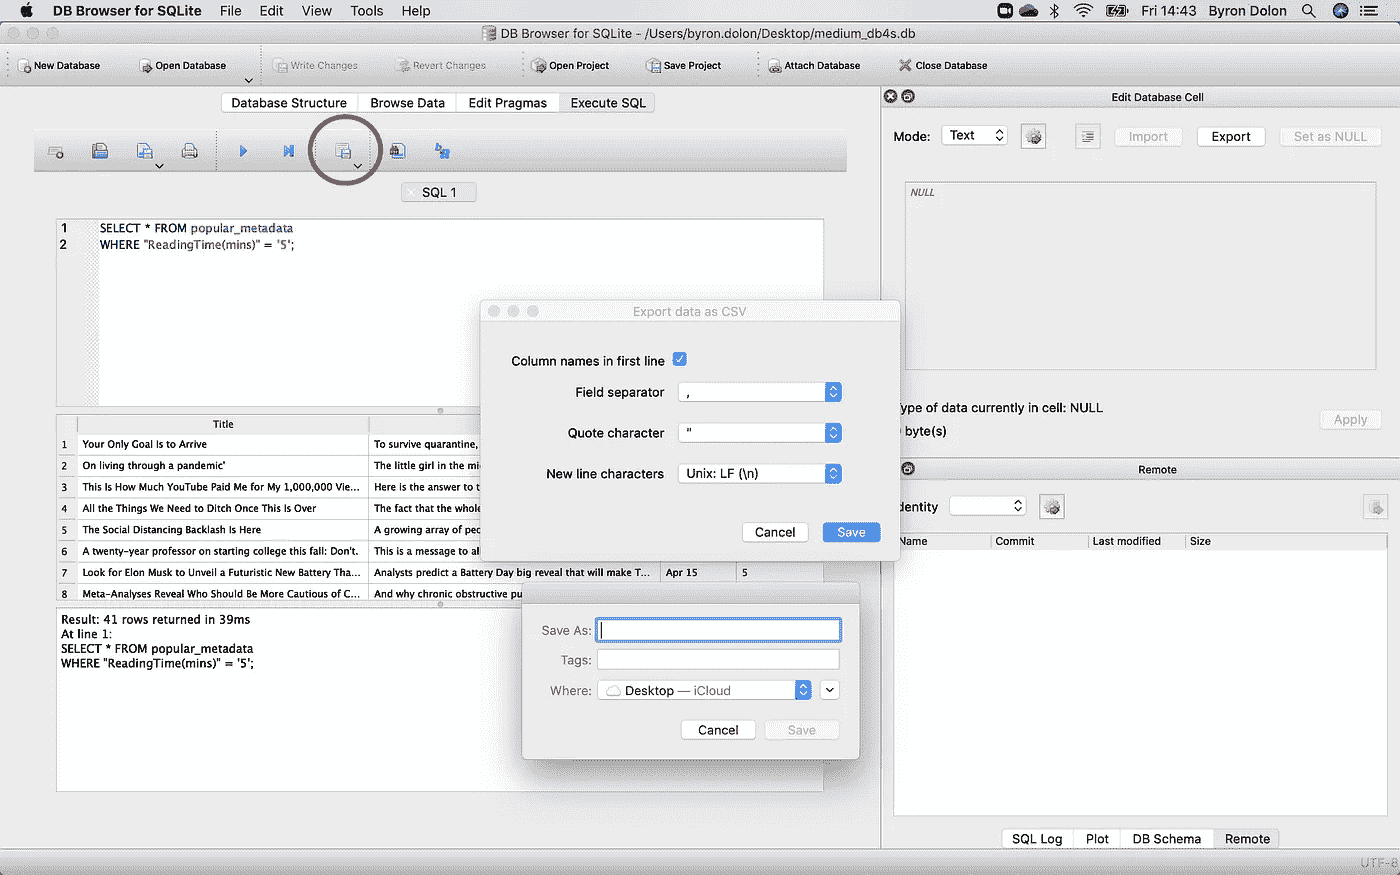 DB Browser for SQLite File Edit View Tools Help Fri 14:43 Byron Dolon
DB Browser for SQLite - /Users/byron.dolon/Desktop/medium_db4s.db
New Database Open Database Write Changes Revert Changes Open Project Save Project Attach Database Close Database
Database Structure Browse Data Edit Pragmas Execute SQL
SQL 1
1 SELECT * FROM popular_metadata
2 WHERE "ReadingTime(mins)" = '5';
Title
1 Your Only Goal Is to Arrive To survive quarantine,
2 On living through a pandemic' The little girl in the mi
3 This Is How Much YouTube Paid Me for My 1,000,000 Vie... Here is the answer to t
4 All the Things We Need to Ditch Once This Is Over The fact that the whole
5 The Social Distancing Backlash Is Here A growing array of pec
6 A twenty-year professor on starting college this fall: Don't. This is a message to al
7 Look for Elon Musk to Unveil a Futuristic New Battery Tha... Analysts predict a Battery Day big reveal that will make T... Apr 15 5
8 Meta-Analyses Reveal Who Should Be More Cautious of C... And why chronic obstructive pu
Result: 41 rows returned in 39ms
At line 1:
SELECT * FROM popular_metadata
WHERE "ReadingTime(mins)" = '5';
Export data as CSV
Column names in first line
Field separator ,
Quote character "
New line characters Unix: LF (\n)
Cancel Save
Save As:
Tags:
Where: Desktop — iCloud
Cancel Save
Edit Database Cell
Mode: Text Import Export Set as NULL
NULL
ype of data currently in cell: NULL
byte(s)
Apply
Remote
dentity
Name Commit Last modified Size
SQL Log Plot DB Schema Remote
UTF-8